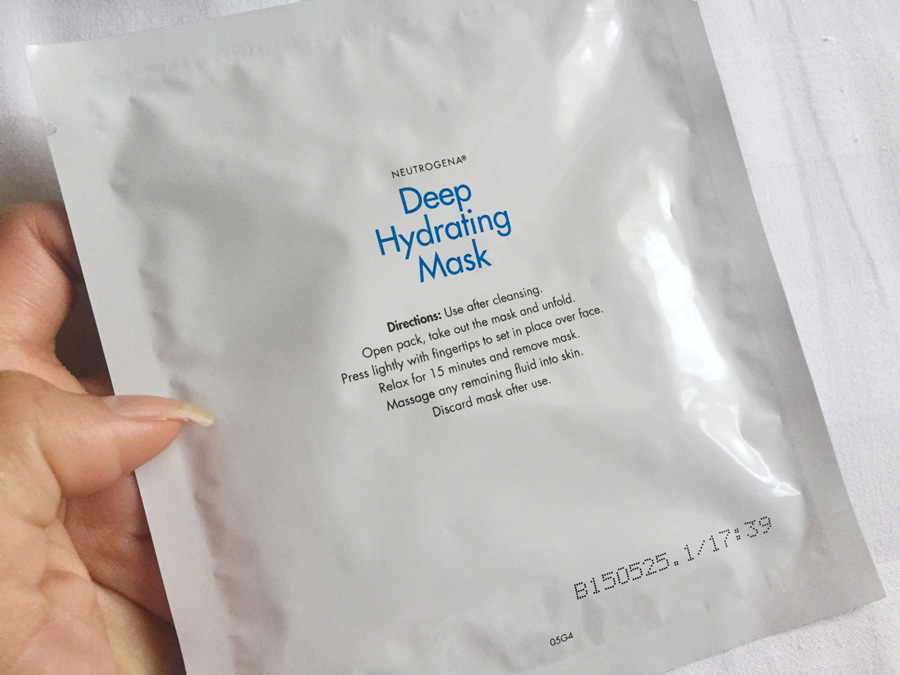 NEUTROGENA®
Deep
Hydrating
Mask
Directions: Use after cleansing.
Open pack, take out the mask and unfold.
Press lightly with fingertips to set in place over face.
Relax for 15 minutes and remove mask.
Massage any remaining fluid into skin.
Discard mask after use.
B150525.1/17:39
05G4